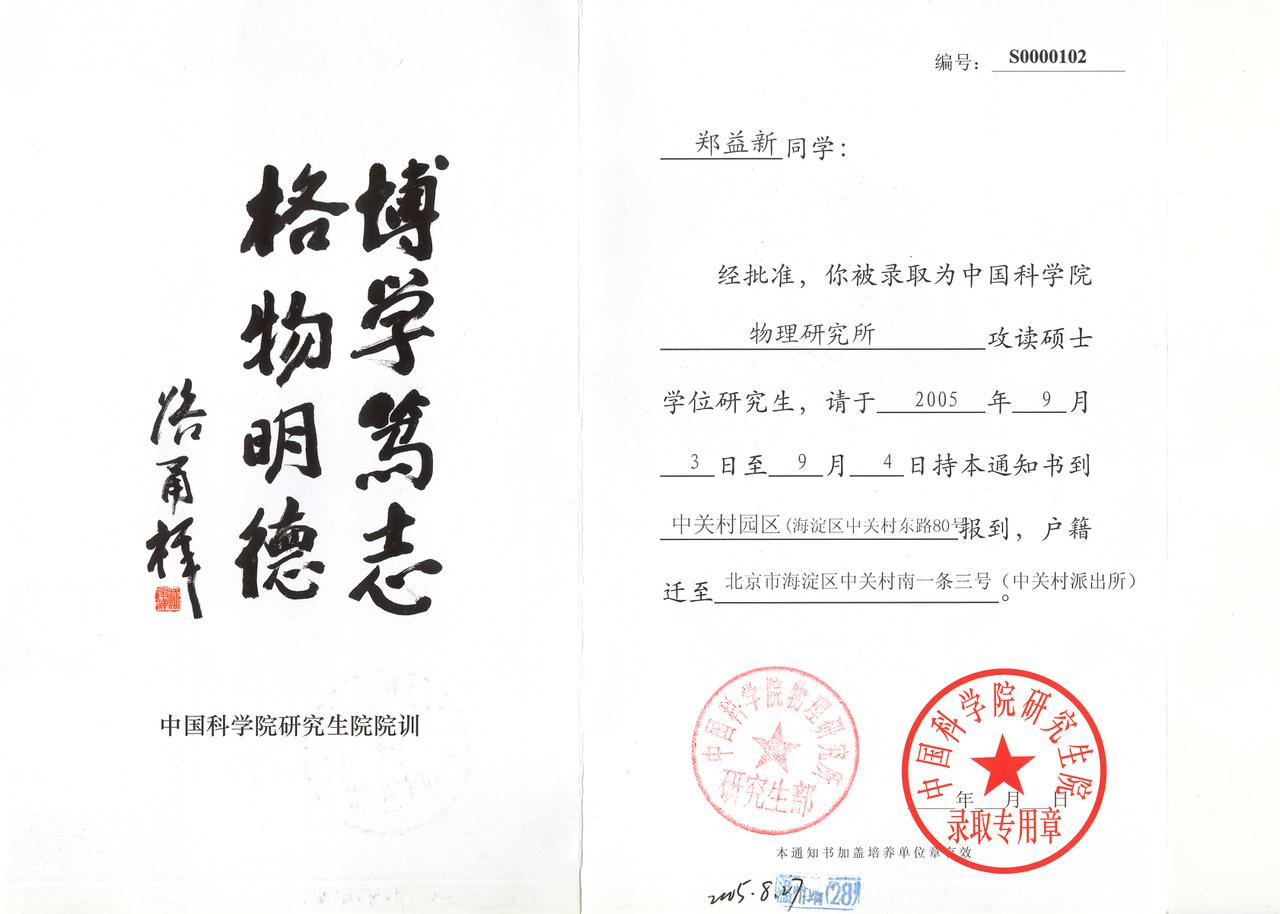 博学笃志
格物明德
路甬祥
中国科学院研究生院院训
编号: S0000102
郑益新同学:
经批准，你被录取为中国科学院
物理研究所 攻读硕士
学位研究生，请于 2005 年 9 月
3 日至 9 月 4 日持本通知书到
中关村园区(海淀区中关村东路80号报到，户籍
迁至 北京市海淀区中关村南一条三号(中关村派出所)。
中国科学院物理研究所
研究生部
中国科学院研究生院
年 月 日
录取专用章
本通知书加盖培养单位章有效
2005.8.27
(28)